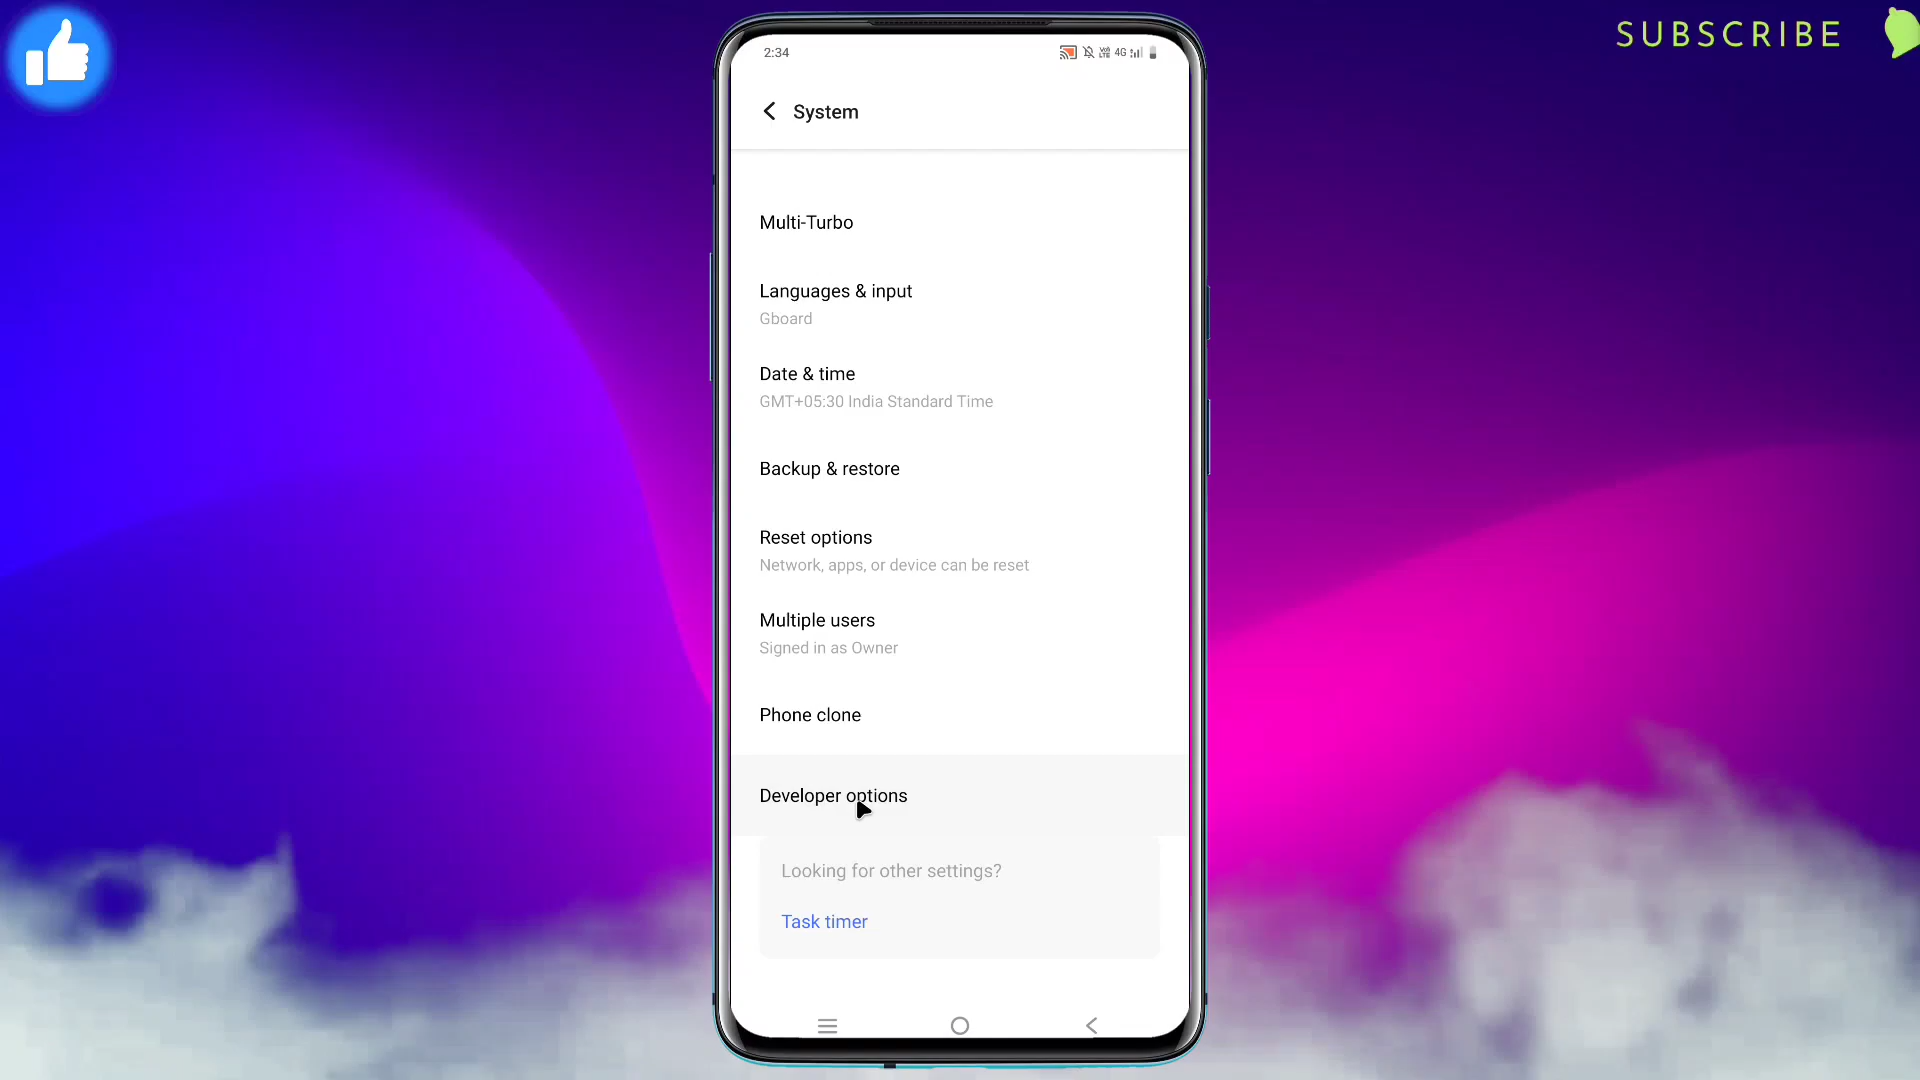 SUBSCRIBE
2:34
4G
System
Multi-Turbo
Languages & input
Gboard
Date & time
GMT+05:30 India Standard Time
Backup & restore
Reset options
Network, apps, or device can be reset
Multiple users
Signed in as Owner
Phone clone
Developer options
Looking for other settings?
Task timer